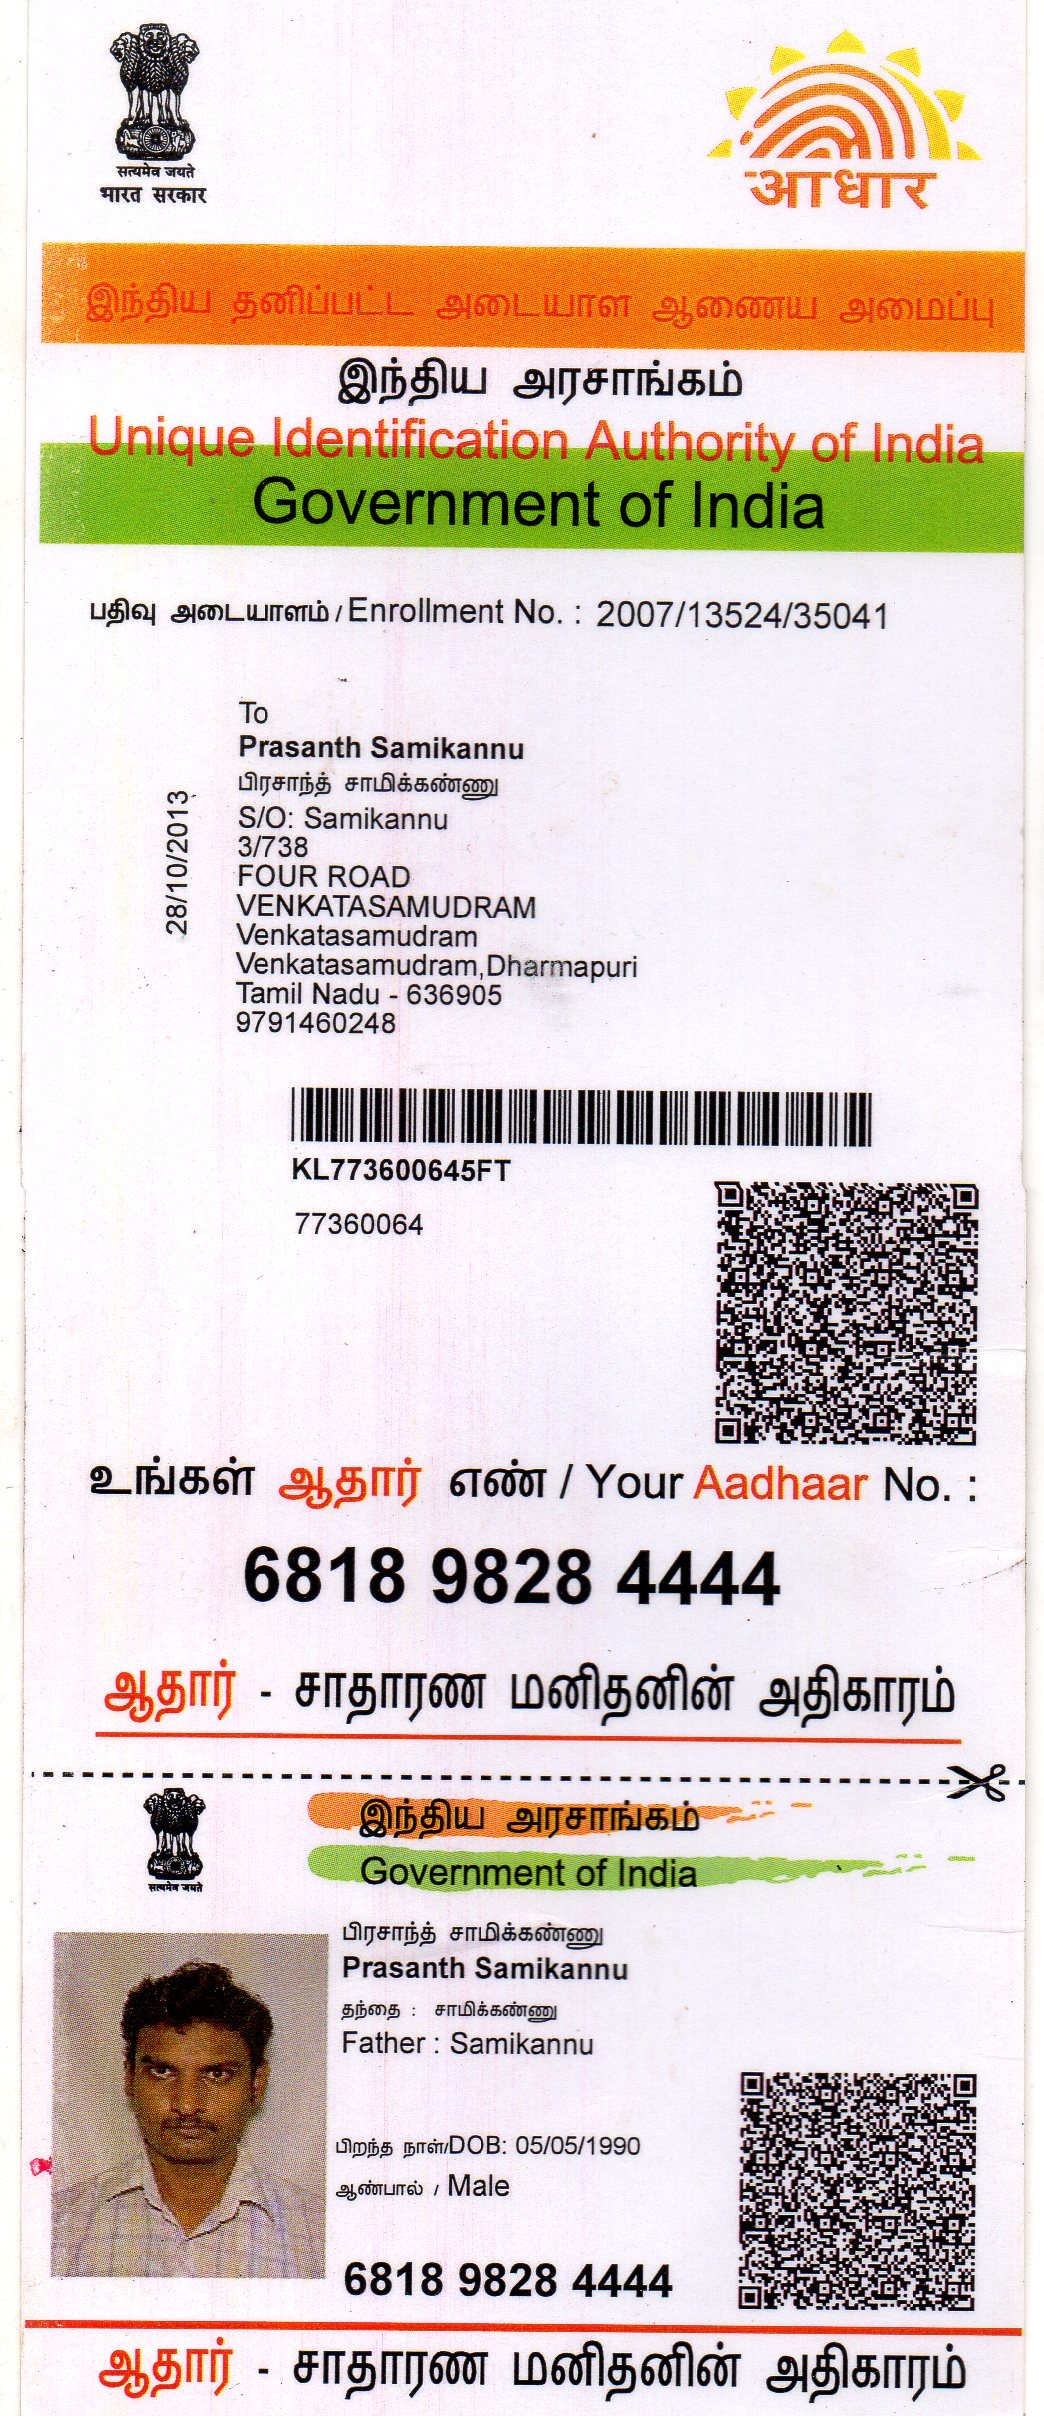 सत्यमेव जयते
भारत सरकार
आधार
இந்திய தனிப்பட்ட அடையாள ஆணைய அமைப்பு
இந்திய அரசாங்கம்
Unique Identification Authority of India
Government of India
பதிவு அடையாளம் / Enrollment No. : 2007/13524/35041
28/10/2013
To
Prasanth Samikannu
பிரசாந்த் சாமிக்கண்ணு
S/O: Samikannu
3/738
FOUR ROAD
VENKATASAMUDRAM
Venkatasamudram
Venkatasamudram,Dharmapuri
Tamil Nadu - 636905
9791460248
KL773600645FT
77360064
உங்கள் ஆதார் எண் / Your Aadhaar No. :
6818 9828 4444
ஆதார் - சாதாரண மனிதனின் அதிகாரம்
सत्यमेव जयते
இந்திய அரசாங்கம்
Government of India
பிரசாந்த் சாமிக்கண்ணு
Prasanth Samikannu
தந்தை : சாமிக்கண்ணு
Father : Samikannu
பிறந்த நாள்/DOB: 05/05/1990
ஆண்பால் / Male
6818 9828 4444
ஆதார் - சாதாரண மனிதனின் அதிகாரம்